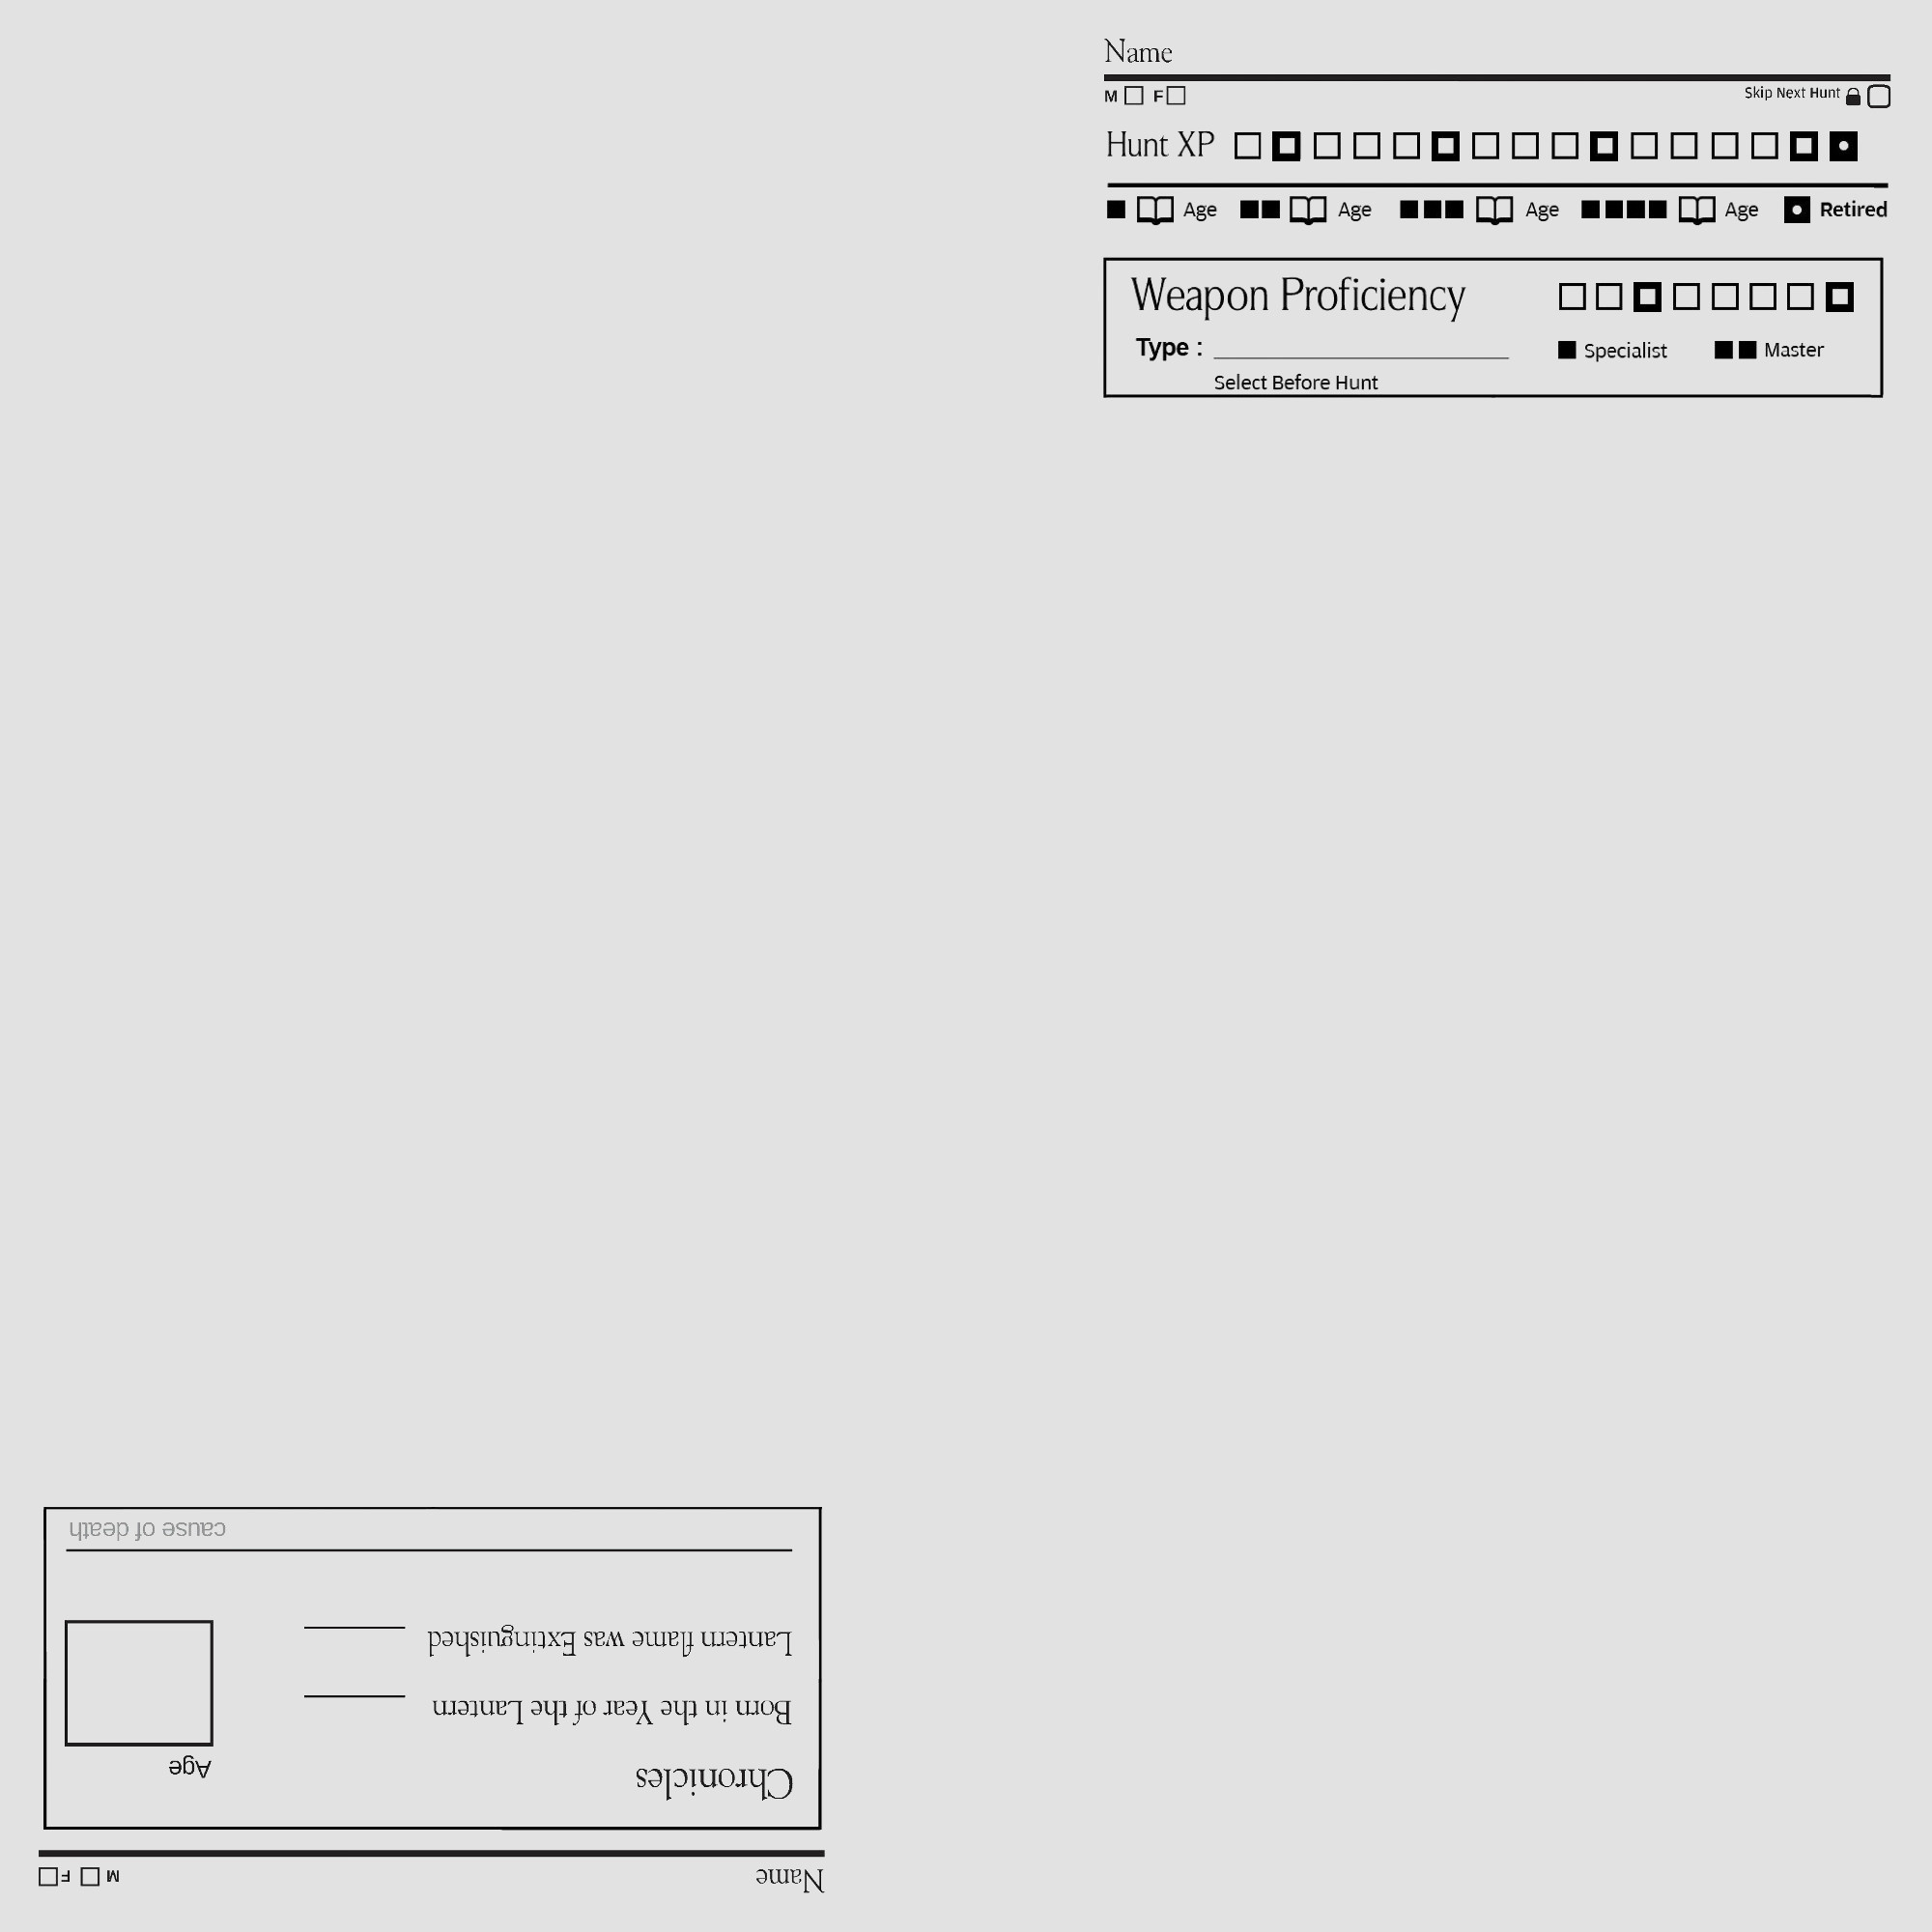 Name
M F Skip Next Hunt
Hunt XP
Age Age Age Age Retired
Weapon Proficiency
Type : Specialist Master
Select Before Hunt
Name
M F
Chronicles
Age
Born in the Year of the Lantern
Lantern flame was Extinguished
cause of death